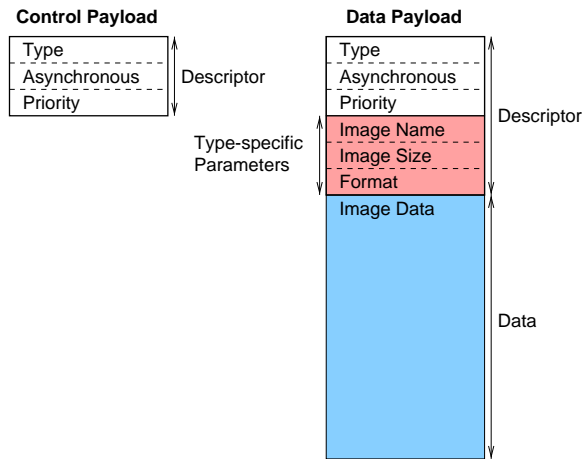 Control Payload
Type
Asynchronous
Priority
Descriptor
Data Payload
Type
Asynchronous
Priority
Image Name
Image Size
Format
Image Data
Type-specific
Parameters
Descriptor
Data